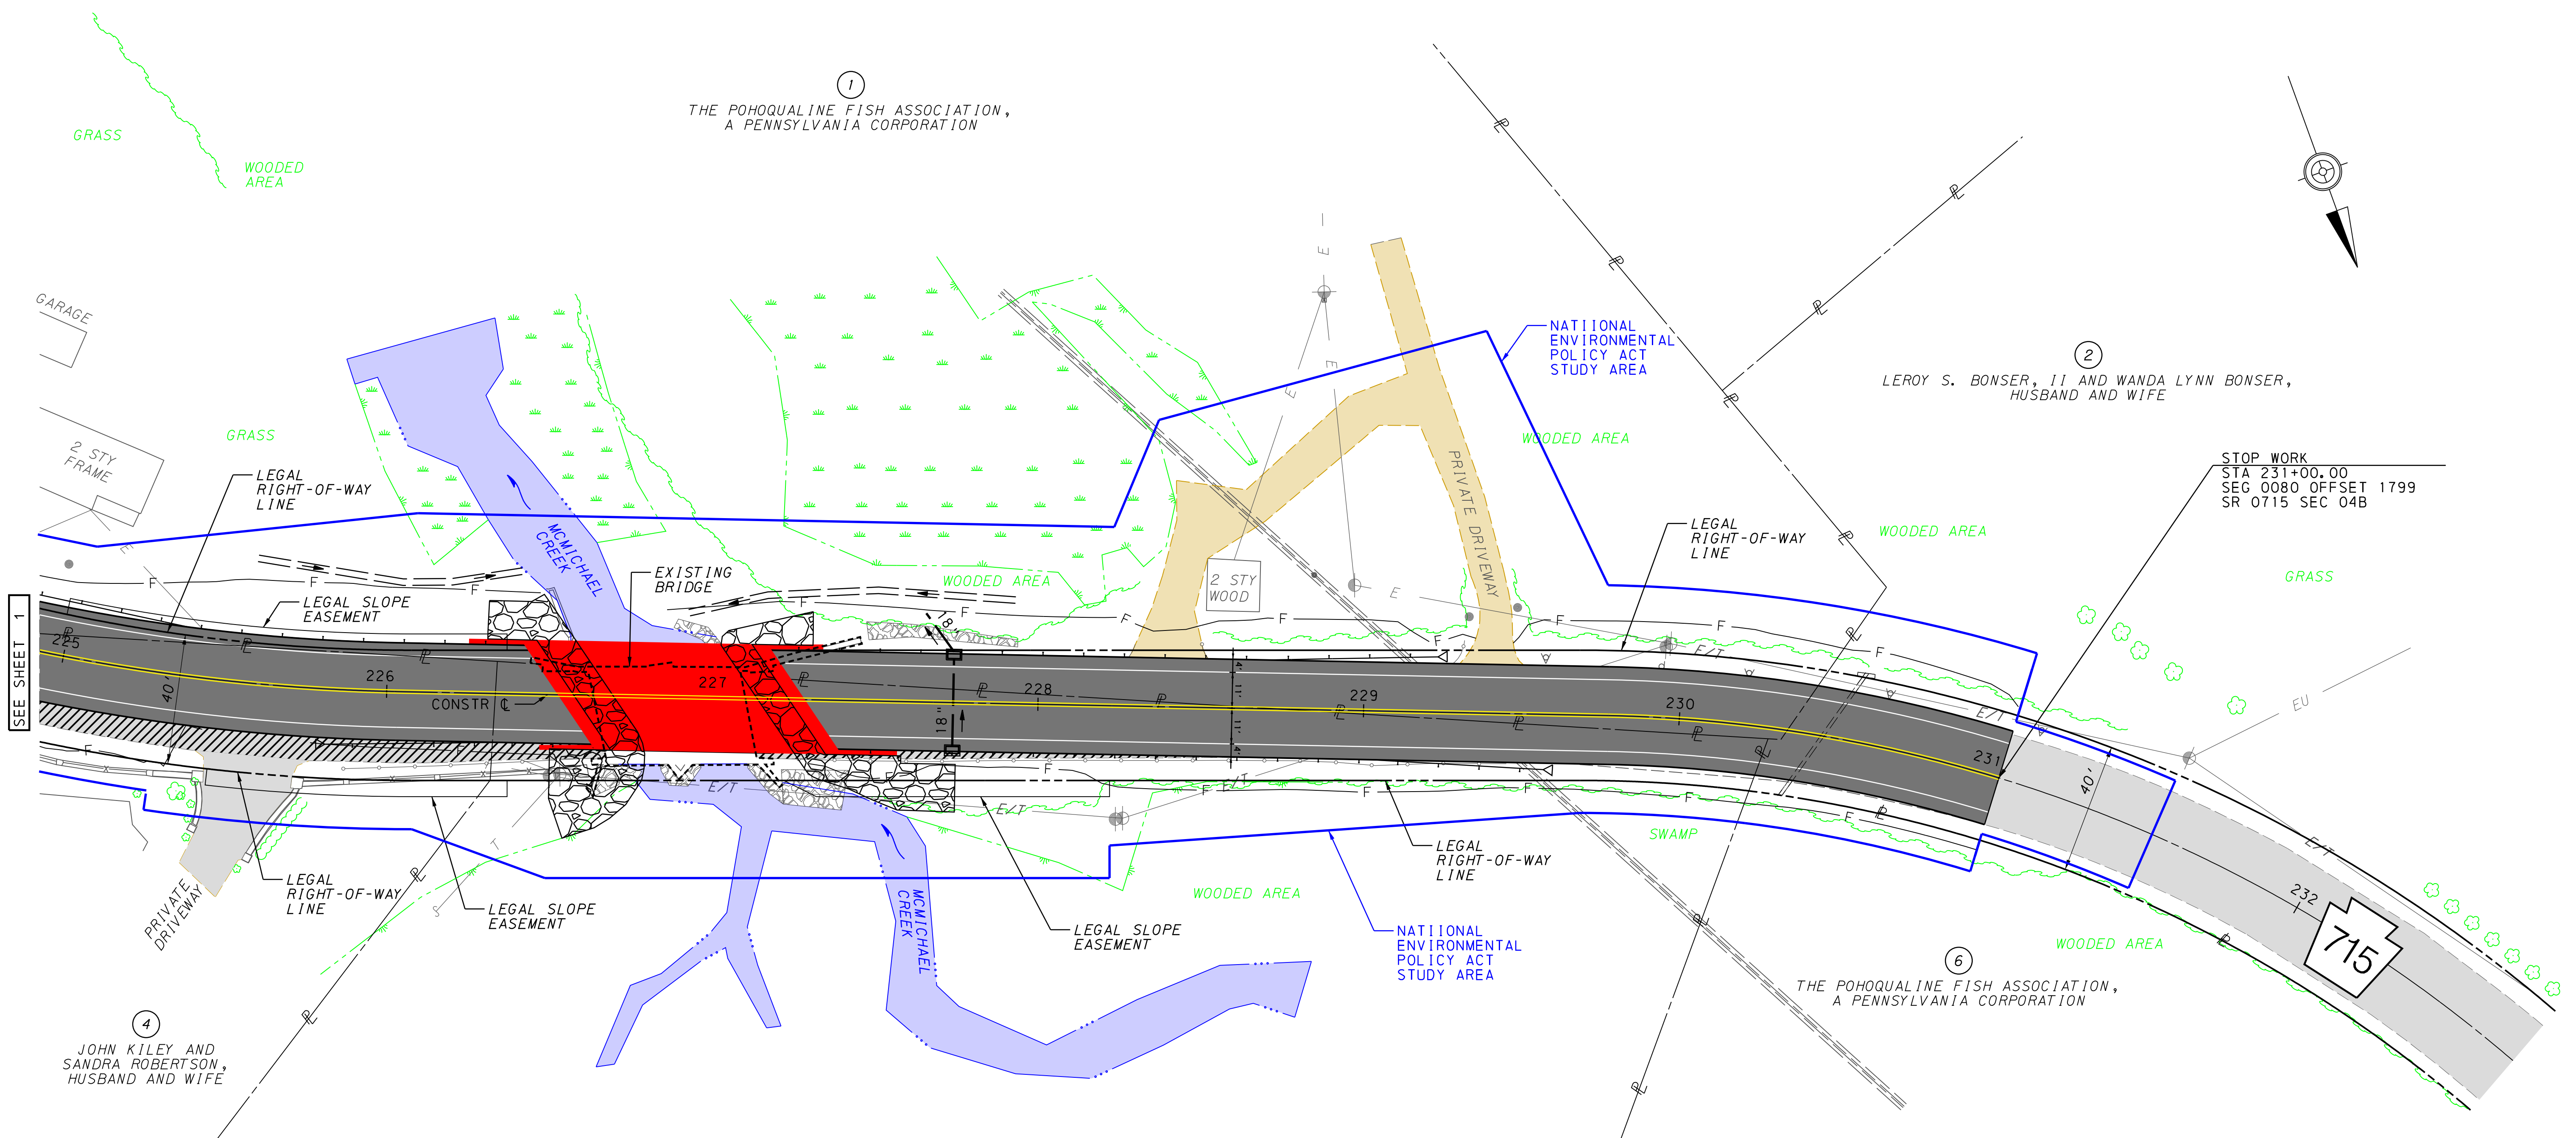 1
THE POHOQUALINE FISH ASSOCIATION,
A PENNSYLVANIA CORPORATION
GRASS
WOODED
AREA
GARAGE
2 STY
FRAME
GRASS
LEGAL
RIGHT-OF-WAY
LINE
E
NATIIONAL
ENVIRONMENTAL
POLICY ACT
STUDY AREA
2
LEROY S. BONSER, II AND WANDA LYNN BONSER,
HUSBAND AND WIFE
WOODED AREA
STOP WORK
STA 231+00.00
SEG 0080 OFFSET 1799
SR 0715 SEC 04B
PRIVATE DRIVEWAY
LEGAL
RIGHT-OF-WAY
LINE
WOODED AREA
GRASS
MCMICHAEL
CREEK
EXISTING
BRIDGE
WOODED AREA
2 STY
WOOD
LEGAL SLOPE
EASEMENT
F
F
F
F
F
F
F
F
F
F
E
E
E
E
E/T
E/T
EU
18"
SEE SHEET 1
225
226
227
228
229
230
231
232
40'
CONSTR ℄
18"
4'
11'
11'
4'
40'
E/T
E/T
E/T
E/T
F
F
F
F
F
F
F
S
T
SWAMP
LEGAL
RIGHT-OF-WAY
LINE
PRIVATE
DRIVEWAY
LEGAL
RIGHT-OF-WAY
LINE
LEGAL SLOPE
EASEMENT
MCMICHAEL
CREEK
LEGAL SLOPE
EASEMENT
WOODED AREA
NATIIONAL
ENVIRONMENTAL
POLICY ACT
STUDY AREA
WOODED AREA
715
6
THE POHOQUALINE FISH ASSOCIATION,
A PENNSYLVANIA CORPORATION
4
JOHN KILEY AND
SANDRA ROBERTSON,
HUSBAND AND WIFE